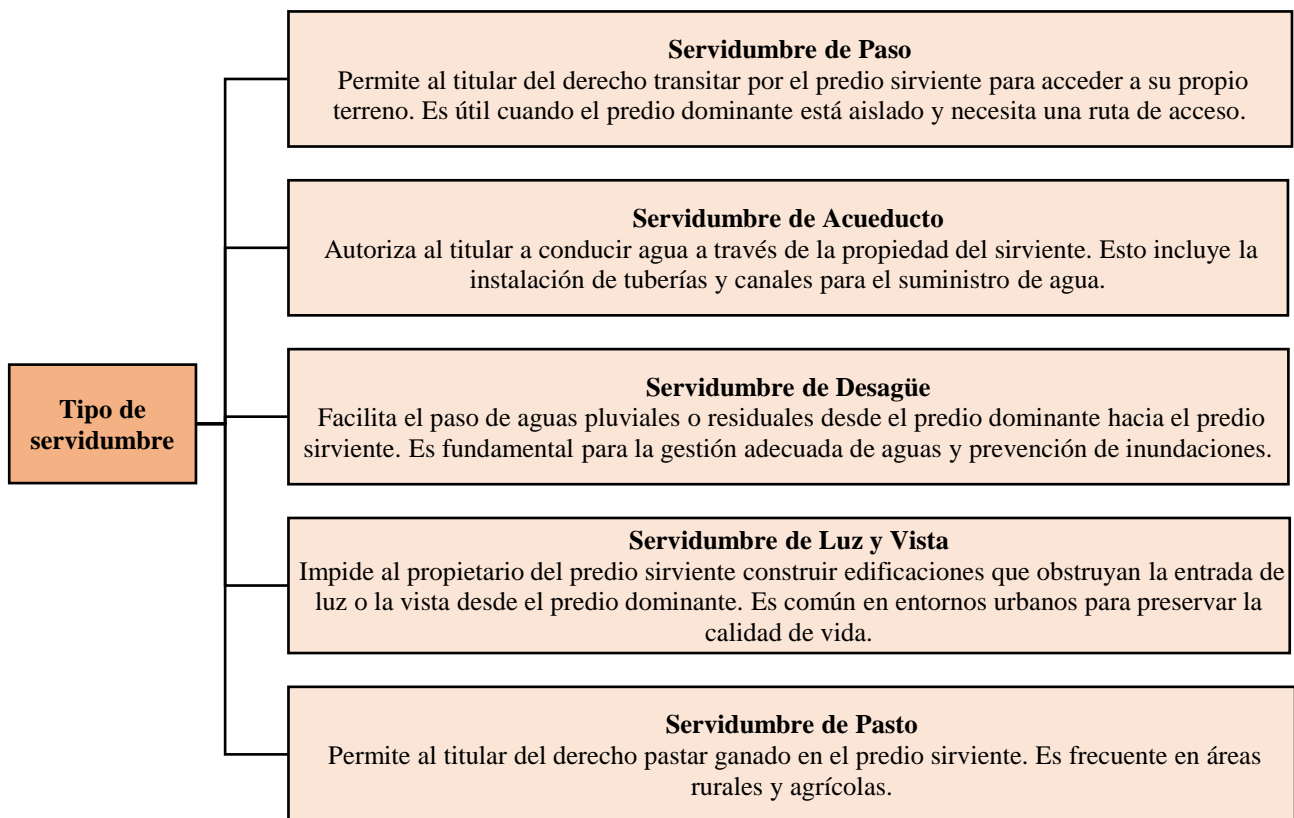 Servidumbre de Paso
Permite al titular del derecho transitar por el predio sirviente para acceder a su propio
terreno. Es útil cuando el predio dominante está aislado y necesita una ruta de acceso.
Servidumbre de Acueducto
Autoriza al titular a conducir agua a través de la propiedad del sirviente. Esto incluye la
instalación de tuberías y canales para el suministro de agua.
Tipo de
servidumbre
Servidumbre de Desagüe
Facilita el paso de aguas pluviales o residuales desde el predio dominante hacia el predio
sirviente. Es fundamental para la gestión adecuada de aguas y prevención de inundaciones.
Servidumbre de Luz y Vista
Impide al propietario del predio sirviente construir edificaciones que obstruyan la entrada de
luz o la vista desde el predio dominante. Es común en entornos urbanos para preservar la
calidad de vida.
Servidumbre de Pasto
Permite al titular del derecho pastar ganado en el predio sirviente. Es frecuente en áreas
rurales y agrícolas.